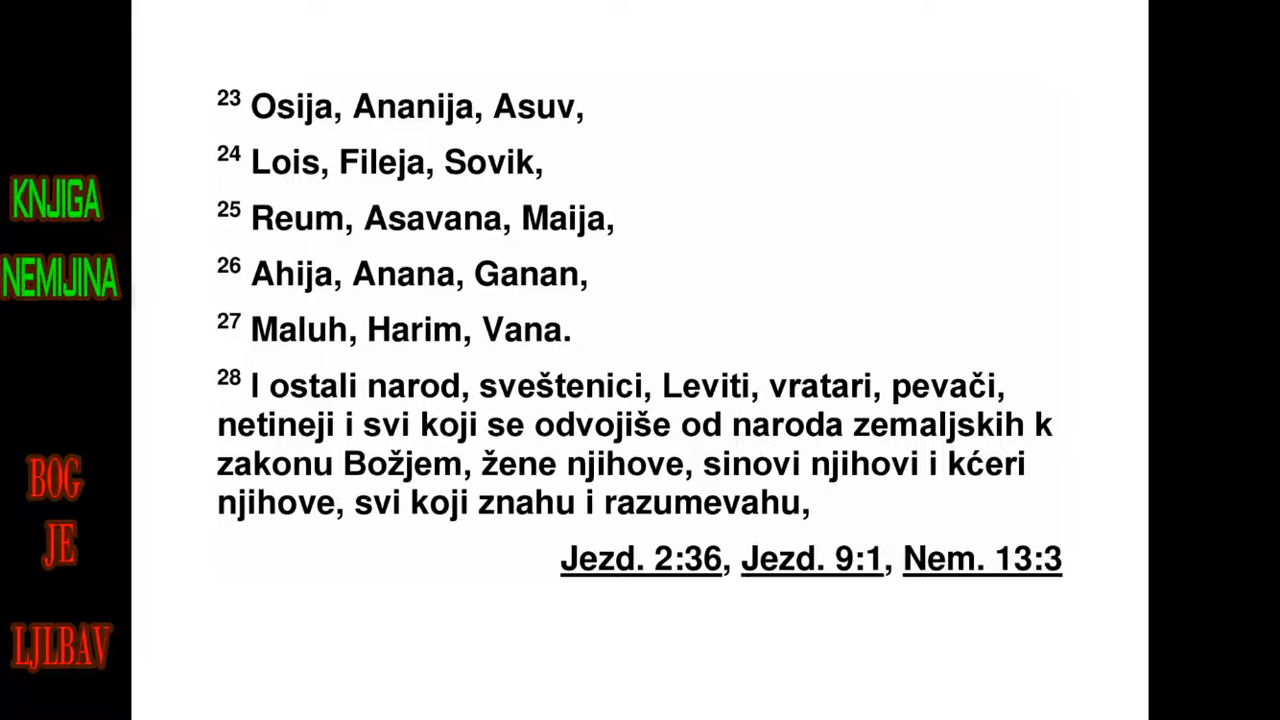 KNJIGA
NEMIJINA
BOG
JE
LJLBAV
23 Osija, Ananija, Asuv,
24 Lois, Fileja, Sovik,
25 Reum, Asavana, Maija,
26 Ahija, Anana, Ganan,
27 Maluh, Harim, Vana.
28 I ostali narod, sveštenici, Leviti, vratari, pevači,
netineji i svi koji se odvojiše od naroda zemaljskih k
zakonu Božjem, žene njihove, sinovi njihovi i kćeri
njihove, svi koji znahu i razumevahu,
Jezd. 2:36, Jezd. 9:1, Nem. 13:3